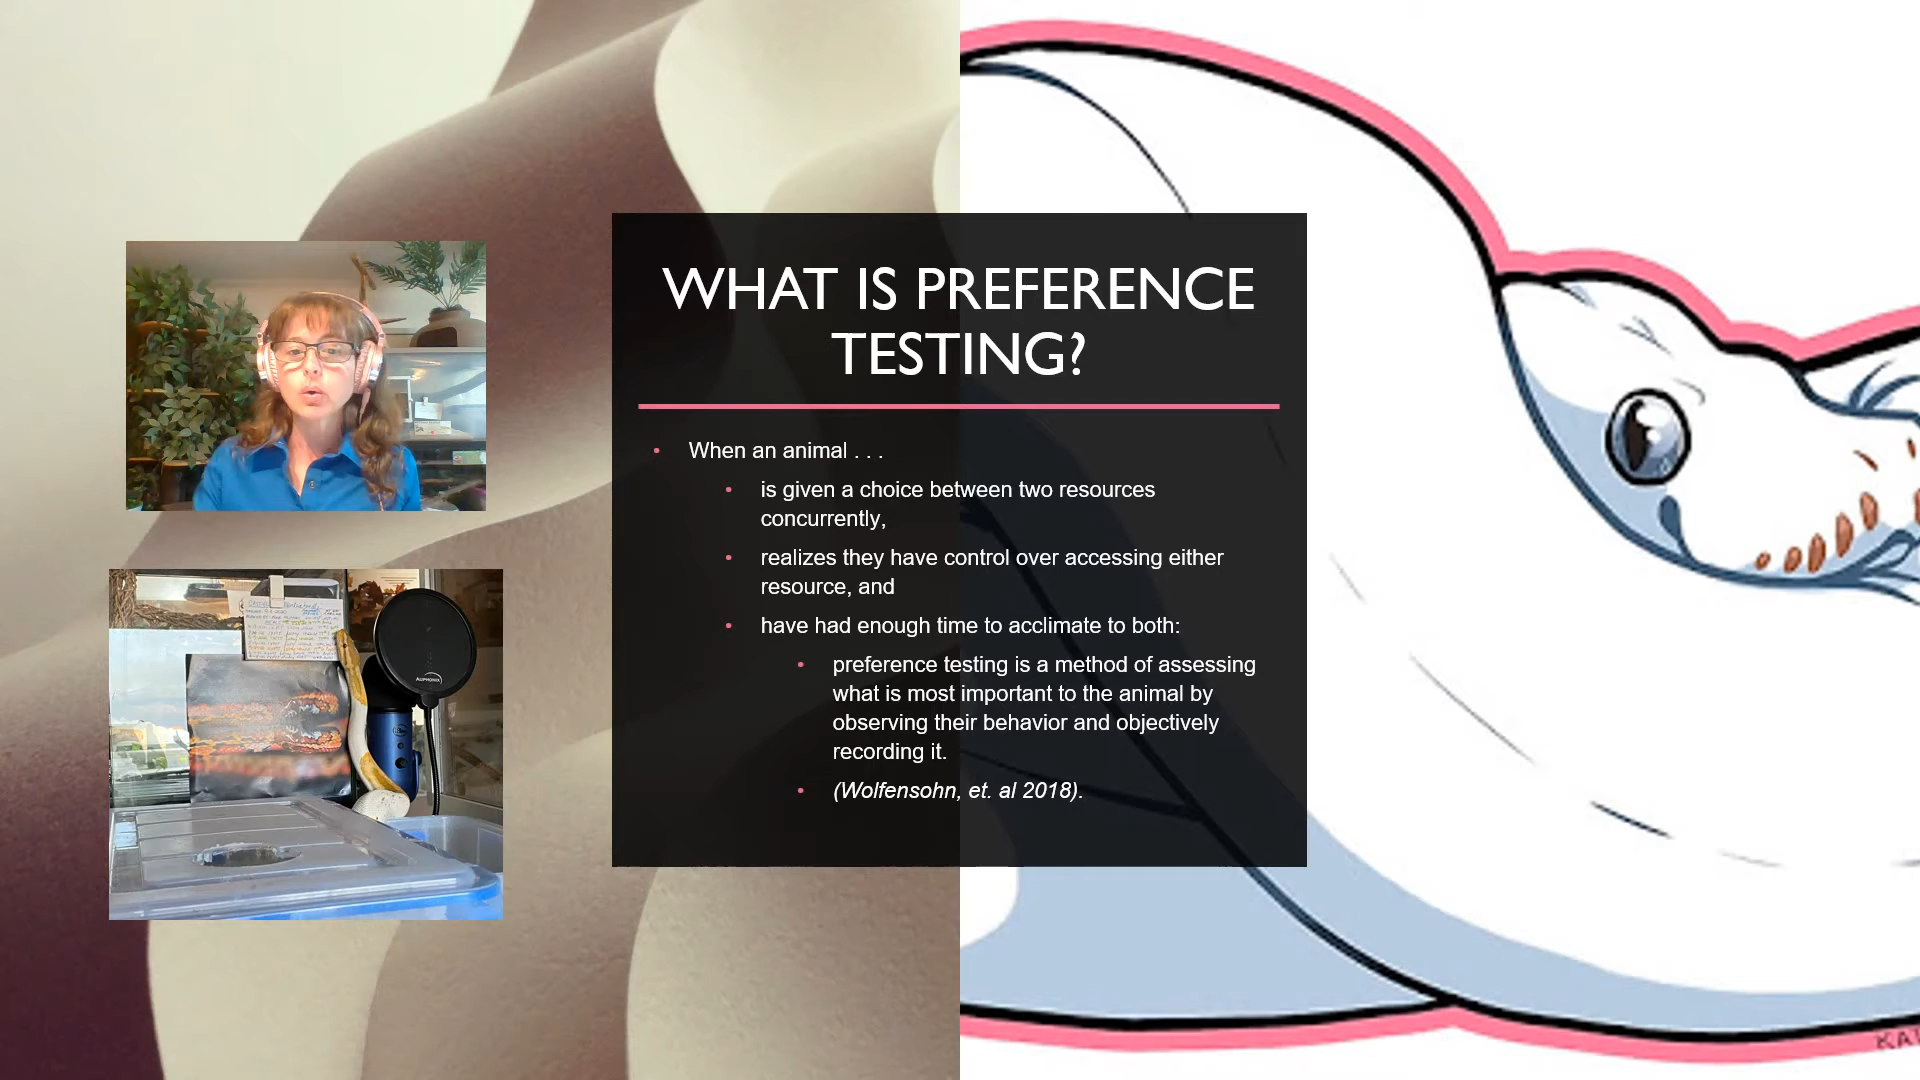 WHAT IS PREFERENCE
TESTING?
• When an animal . . .
• is given a choice between two resources
concurrently,
• realizes they have control over accessing either
resource, and
• have had enough time to acclimate to both:
• preference testing is a method of assessing
what is most important to the animal by
observing their behavior and objectively
recording it.
• (Wolfensohn, et. al 2018).
AUPHONIX
KAL